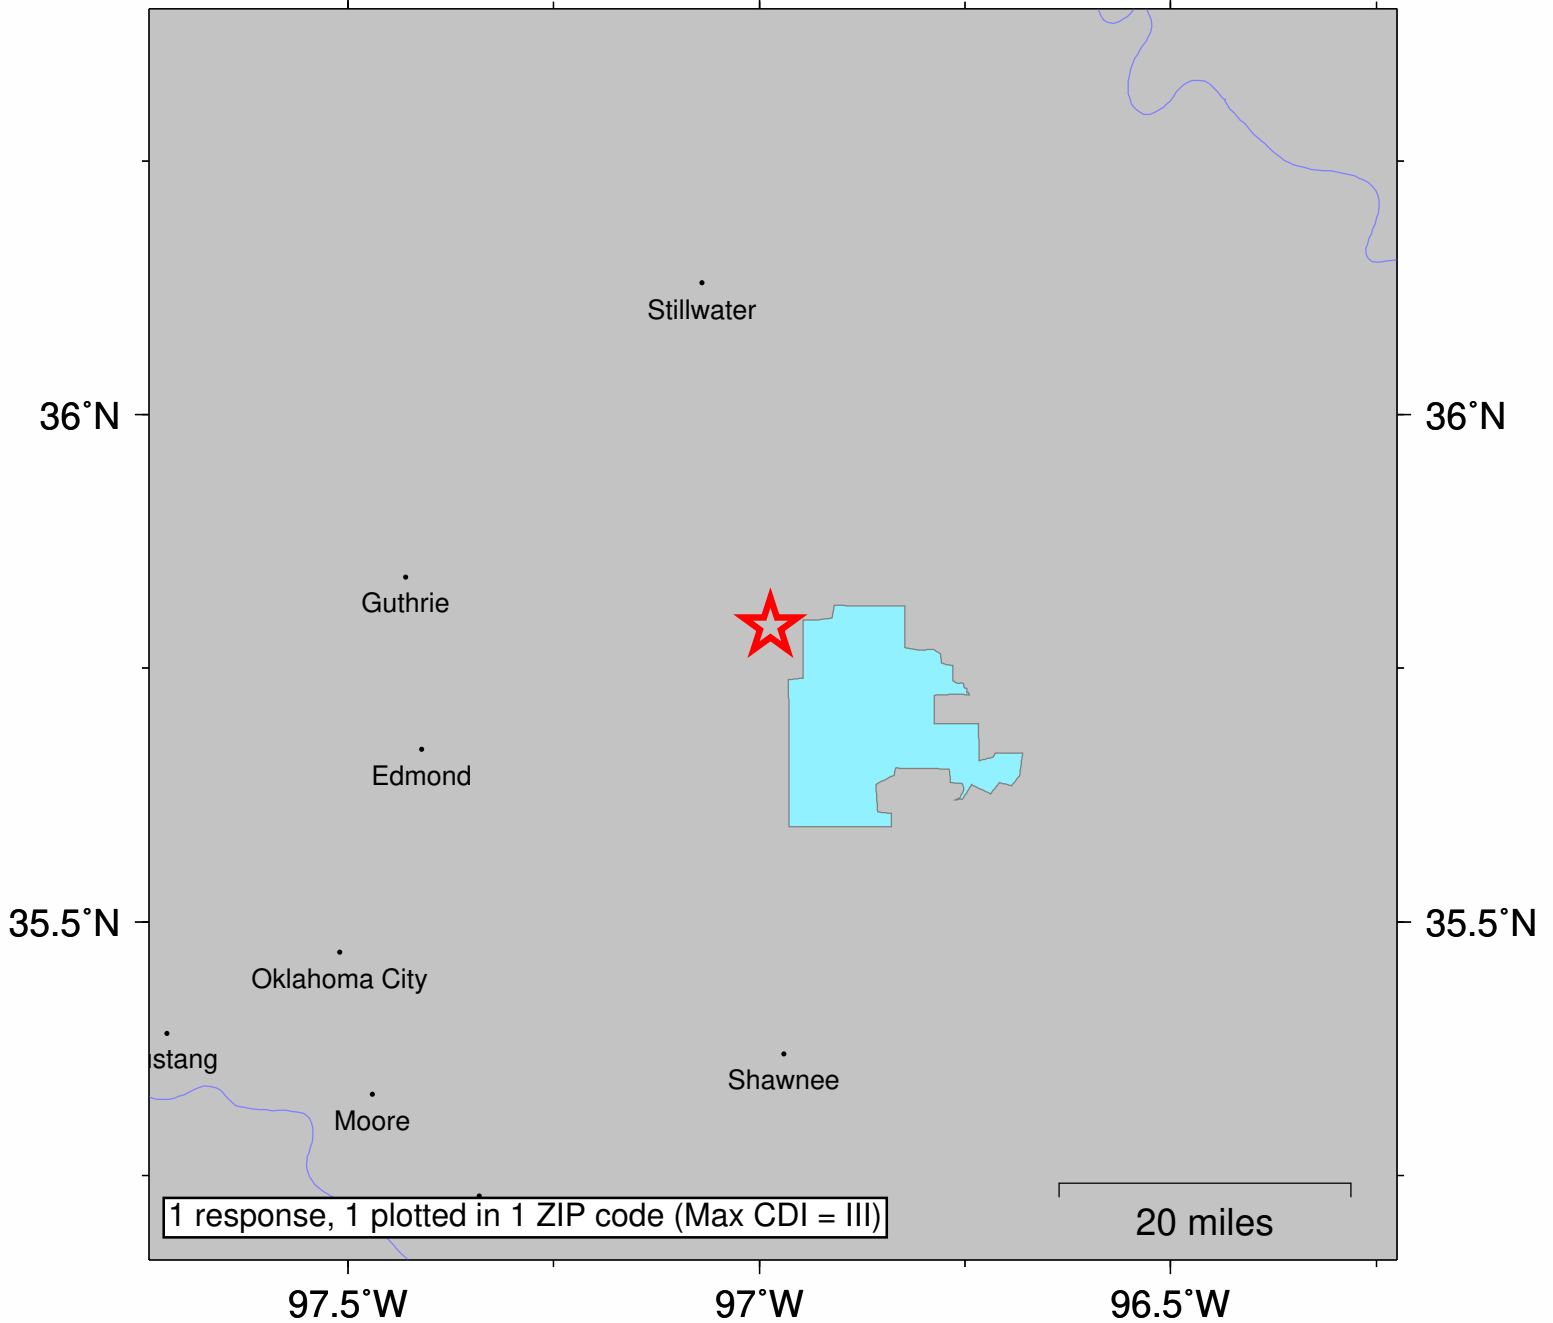 Stillwater
36°N
36°N
Guthrie
Edmond
35.5°N
35.5°N
Oklahoma City
ustang
Shawnee
Moore
1 response, 1 plotted in 1 ZIP code (Max CDI = III)
20 miles
97.5°W
97°W
96.5°W